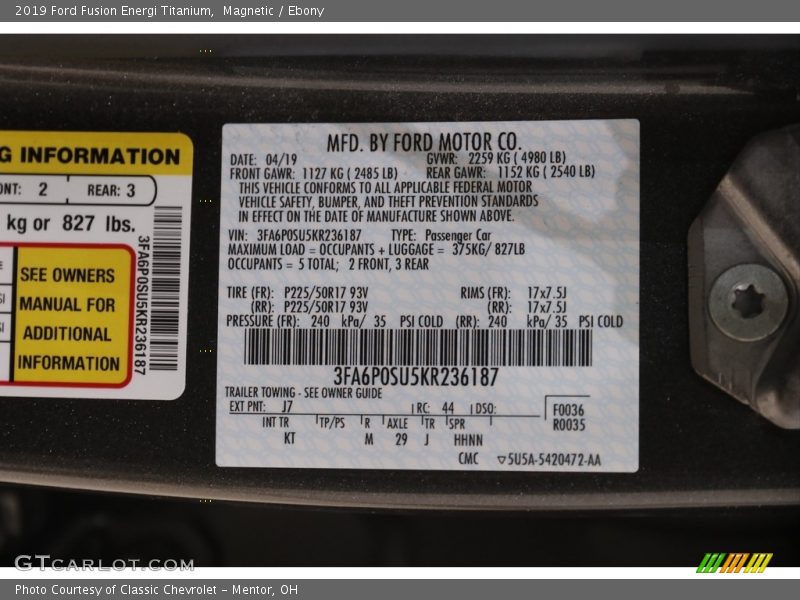 2019 Ford Fusion Energi Titanium, Magnetic / Ebony
G INFORMATION
NT: 2 REAR: 3
kg or 827 lbs.
SEE OWNERS
MANUAL FOR
ADDITIONAL
INFORMATION
3FA6P0SU5KR236187
MFD. BY FORD MOTOR CO.
DATE: 04/19 GVWR: 2259 KG ( 4980 LB)
FRONT GAWR: 1127 KG ( 2485 LB) REAR GAWR: 1152 KG ( 2540 LB)
THIS VEHICLE CONFORMS TO ALL APPLICABLE FEDERAL MOTOR
VEHICLE SAFETY, BUMPER, AND THEFT PREVENTION STANDARDS
IN EFFECT ON THE DATE OF MANUFACTURE SHOWN ABOVE.
VIN: 3FA6P0SU5KR236187 TYPE: Passenger Car
MAXIMUM LOAD = OCCUPANTS + LUGGAGE = 375KG/ 827LB
OCCUPANTS = 5 TOTAL; 2 FRONT, 3 REAR
TIRE (FR): P225/50R17 93V RIMS (FR): 17x7.5J
(RR): P225/50R17 93V (RR): 17x7.5J
PRESSURE (FR): 240 kPa/ 35 PSI COLD (RR): 240 kPa/ 35 PSI COLD
3FA6P0SU5KR236187
TRAILER TOWING - SEE OWNER GUIDE
EXT PNT: J7 RC: 44 DSO: F0036
R0035
INT TR TP/PS R AXLE TR SPR
KT M 29 J HHNN
CMC 5U5A-5420472-AA
GTCARLOT.COM
Photo Courtesy of Classic Chevrolet - Mentor, OH